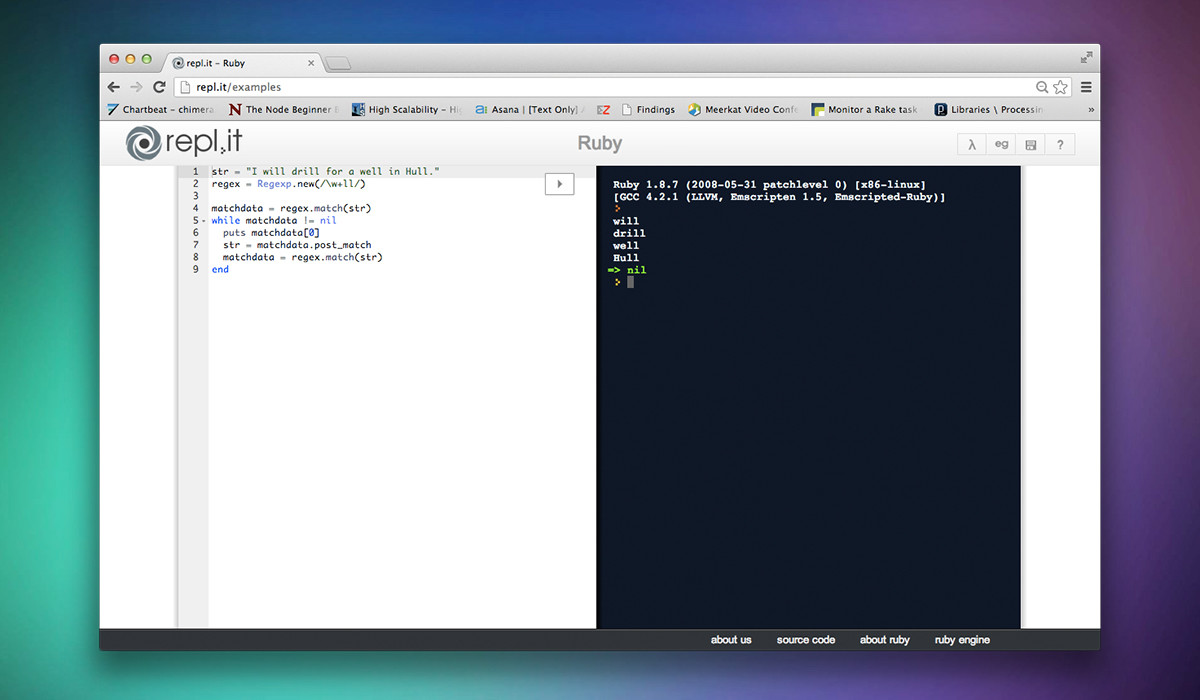 repl.it - Ruby
repl.it/examples
Chartbeat - chimera
The Node Beginner
High Scalability - Hi
Asana | [Text Only]
EZ
Findings
Meerkat Video Conf
Monitor a Rake task
Libraries \ Processin
»
repl.it
Ruby
λ
eg
?
1 str = "I will drill for a well in Hull."
2 regex = Regexp.new(/\w+ll/)
3
4 matchdata = regex.match(str)
5 while matchdata != nil
6 puts matchdata[0]
7 str = matchdata.post_match
8 matchdata = regex.match(str)
9 end
Ruby 1.8.7 (2008-05-31 patchlevel 0) [x86-linux]
[GCC 4.2.1 (LLVM, Emscripten 1.5, Emscripted-Ruby)]
>
will
drill
well
Hull
=> nil
>
about us
source code
about ruby
ruby engine